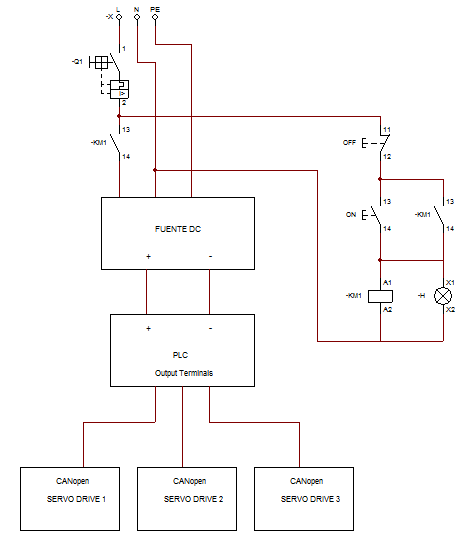 L N PE
-X
1
-Q1
I>
2
13
-KM1
14
11
OFF
12
13 13
ON -KM1
14 14
FUENTE DC
+ -
A1 X1
-KM1 -H
A2 X2
+ -
PLC
Output Terminals
CANopen CANopen CANopen
SERVO DRIVE 1 SERVO DRIVE 2 SERVO DRIVE 3